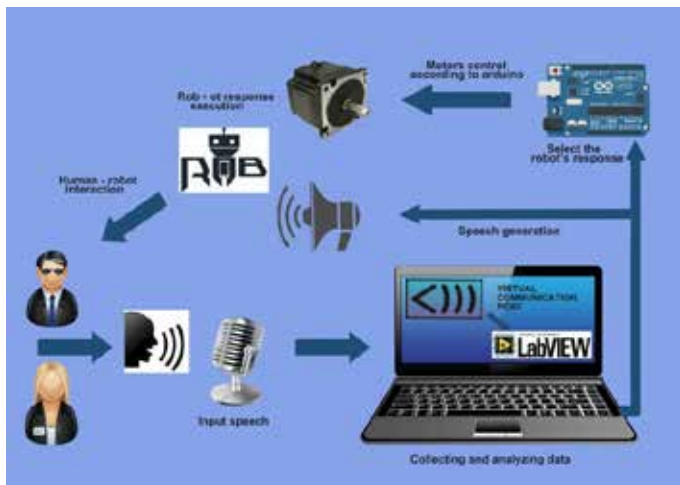 Motors control
according to arduino
Rob - ot response
execution
ROB
Select the
robot's response
Human - robot
interaction
Speech generation
VIRTUAL
COMMUNICATION
LabVIEW
Input speech
Collecting and analyzing data